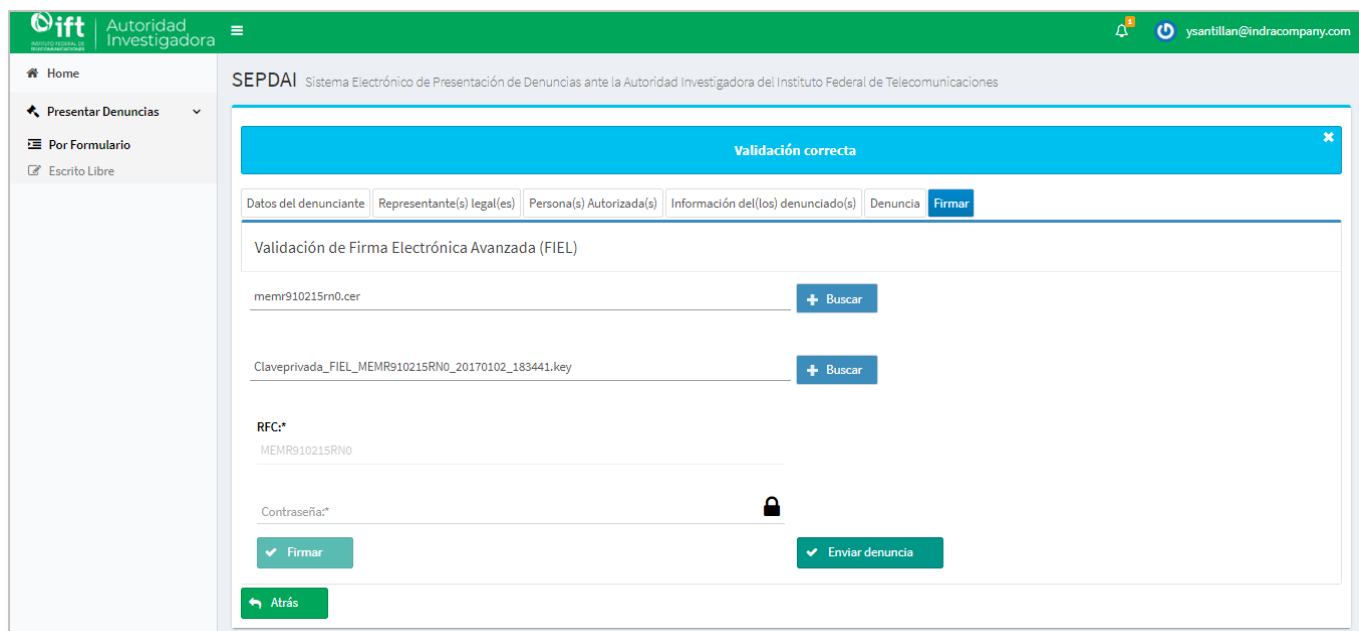 ift
INSTITUTO FEDERAL DE
TELECOMUNICACIONES
Autoridad
Investigadora
1
ysantillan@indracompany.com
Home
Presentar Denuncias
Por Formulario
Escrito Libre
SEPDAI Sistema Electrónico de Presentación de Denuncias ante la Autoridad Investigadora del Instituto Federal de Telecomunicaciones
Validación correcta
Datos del denunciante Representante(s) legal(es) Persona(s) Autorizada(s) Información del(los) denunciado(s) Denuncia Firmar
Validación de Firma Electrónica Avanzada (FIEL)
memr910215rn0.cer Buscar
Claveprivada_FIEL_MEMR910215RN0_20170102_183441.key Buscar
RFC:*
MEMR910215RN0
Contraseña:*
Firmar Enviar denuncia
Atrás